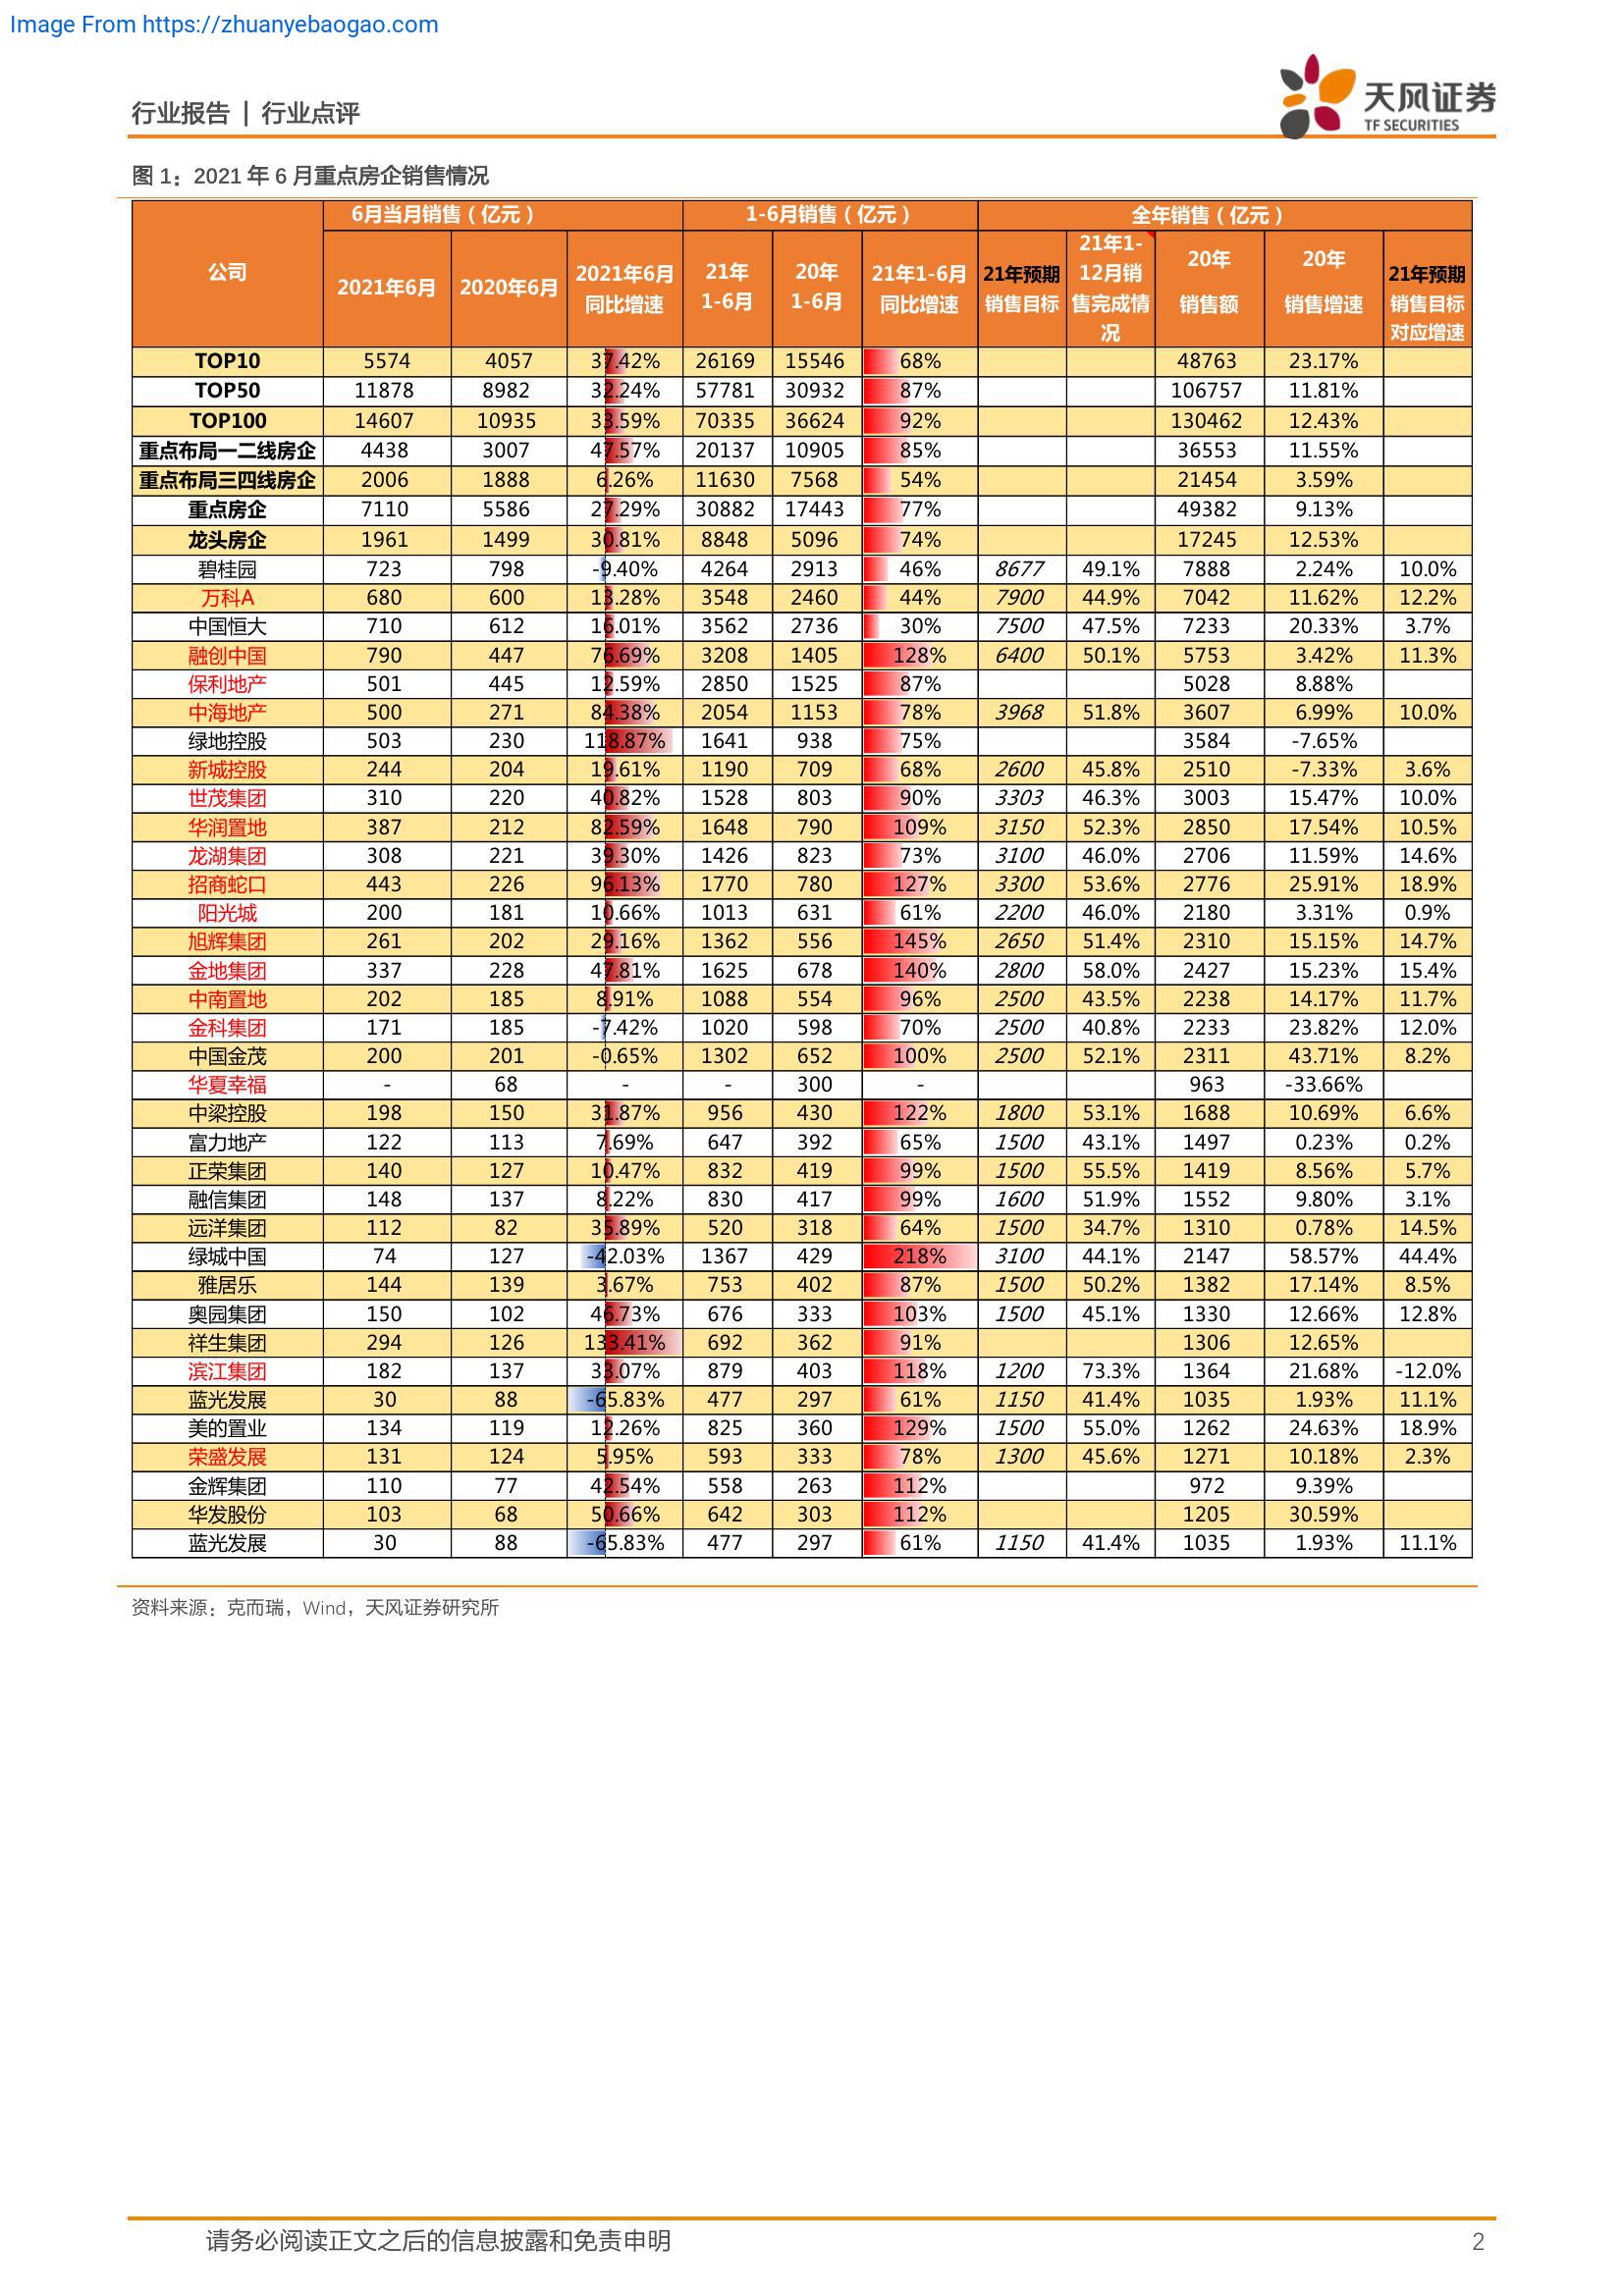 Image From https://zhuanyebaogao.com
行业报告 | 行业点评
天风证券
TF SECURITIES
图 1：2021 年 6 月重点房企销售情况
公司 6月当月销售（亿元） 1-6月销售（亿元） 全年销售（亿元）
2021年6月 2020年6月 2021年6月同比增速 21年1-6月 20年1-6月 21年1-6月同比增速 21年预期销售目标 21年1-12月销售完成情况 20年销售额 20年销售增速 21年预期销售目标对应增速
TOP10 5574 4057 37.42% 26169 15546 68% 48763 23.17%
TOP50 11878 8982 32.24% 57781 30932 87% 106757 11.81%
TOP100 14607 10935 33.59% 70335 36624 92% 130462 12.43%
重点布局一二线房企 4438 3007 47.57% 20137 10905 85% 36553 11.55%
重点布局三四线房企 2006 1888 6.26% 11630 7568 54% 21454 3.59%
重点房企 7110 5586 27.29% 30882 17443 77% 49382 9.13%
龙头房企 1961 1499 30.81% 8848 5096 74% 17245 12.53%
碧桂园 723 798 -9.40% 4264 2913 46% 8677 49.1% 7888 2.24% 10.0%
万科A 680 600 13.28% 3548 2460 44% 7900 44.9% 7042 11.62% 12.2%
中国恒大 710 612 16.01% 3562 2736 30% 7500 47.5% 7233 20.33% 3.7%
融创中国 790 447 76.69% 3208 1405 128% 6400 50.1% 5753 3.42% 11.3%
保利地产 501 445 12.59% 2850 1525 87% 5028 8.88%
中海地产 500 271 84.38% 2054 1153 78% 3968 51.8% 3607 6.99% 10.0%
绿地控股 503 230 118.87% 1641 938 75% 3584 -7.65%
新城控股 244 204 19.61% 1190 709 68% 2600 45.8% 2510 -7.33% 3.6%
世茂集团 310 220 40.82% 1528 803 90% 3303 46.3% 3003 15.47% 10.0%
华润置地 387 212 82.59% 1648 790 109% 3150 52.3% 2850 17.54% 10.5%
龙湖集团 308 221 39.30% 1426 823 73% 3100 46.0% 2706 11.59% 14.6%
招商蛇口 443 226 96.13% 1770 780 127% 3300 53.6% 2776 25.91% 18.9%
阳光城 200 181 10.66% 1013 631 61% 2200 46.0% 2180 3.31% 0.9%
旭辉集团 261 202 29.16% 1362 556 145% 2650 51.4% 2310 15.15% 14.7%
金地集团 337 228 47.81% 1625 678 140% 2800 58.0% 2427 15.23% 15.4%
中南置地 202 185 8.91% 1088 554 96% 2500 43.5% 2238 14.17% 11.7%
金科集团 171 185 -7.42% 1020 598 70% 2500 40.8% 2233 23.82% 12.0%
中国金茂 200 201 -0.65% 1302 652 100% 2500 52.1% 2311 43.71% 8.2%
华夏幸福 - 68 - - 300 - 963 -33.66%
中梁控股 198 150 31.87% 956 430 122% 1800 53.1% 1688 10.69% 6.6%
富力地产 122 113 7.69% 647 392 65% 1500 43.1% 1497 0.23% 0.2%
正荣集团 140 127 10.47% 832 419 99% 1500 55.5% 1419 8.56% 5.7%
融信集团 148 137 8.22% 830 417 99% 1600 51.9% 1552 9.80% 3.1%
远洋集团 112 82 35.89% 520 318 64% 1500 34.7% 1310 0.78% 14.5%
绿城中国 74 127 -42.03% 1367 429 218% 3100 44.1% 2147 58.57% 44.4%
雅居乐 144 139 3.67% 753 402 87% 1500 50.2% 1382 17.14% 8.5%
奥园集团 150 102 46.73% 676 333 103% 1500 45.1% 1330 12.66% 12.8%
祥生集团 294 126 133.41% 692 362 91% 1306 12.65%
滨江集团 182 137 33.07% 879 403 118% 1200 73.3% 1364 21.68% -12.0%
蓝光发展 30 88 -65.83% 477 297 61% 1150 41.4% 1035 1.93% 11.1%
美的置业 134 119 12.26% 825 360 129% 1500 55.0% 1262 24.63% 18.9%
荣盛发展 131 124 5.95% 593 333 78% 1300 45.6% 1271 10.18% 2.3%
金辉集团 110 77 42.54% 558 263 112% 972 9.39%
华发股份 103 68 50.66% 642 303 112% 1205 30.59%
蓝光发展 30 88 -65.83% 477 297 61% 1150 41.4% 1035 1.93% 11.1%
资料来源：克而瑞，Wind，天风证券研究所
请务必阅读正文之后的信息披露和免责申明 2